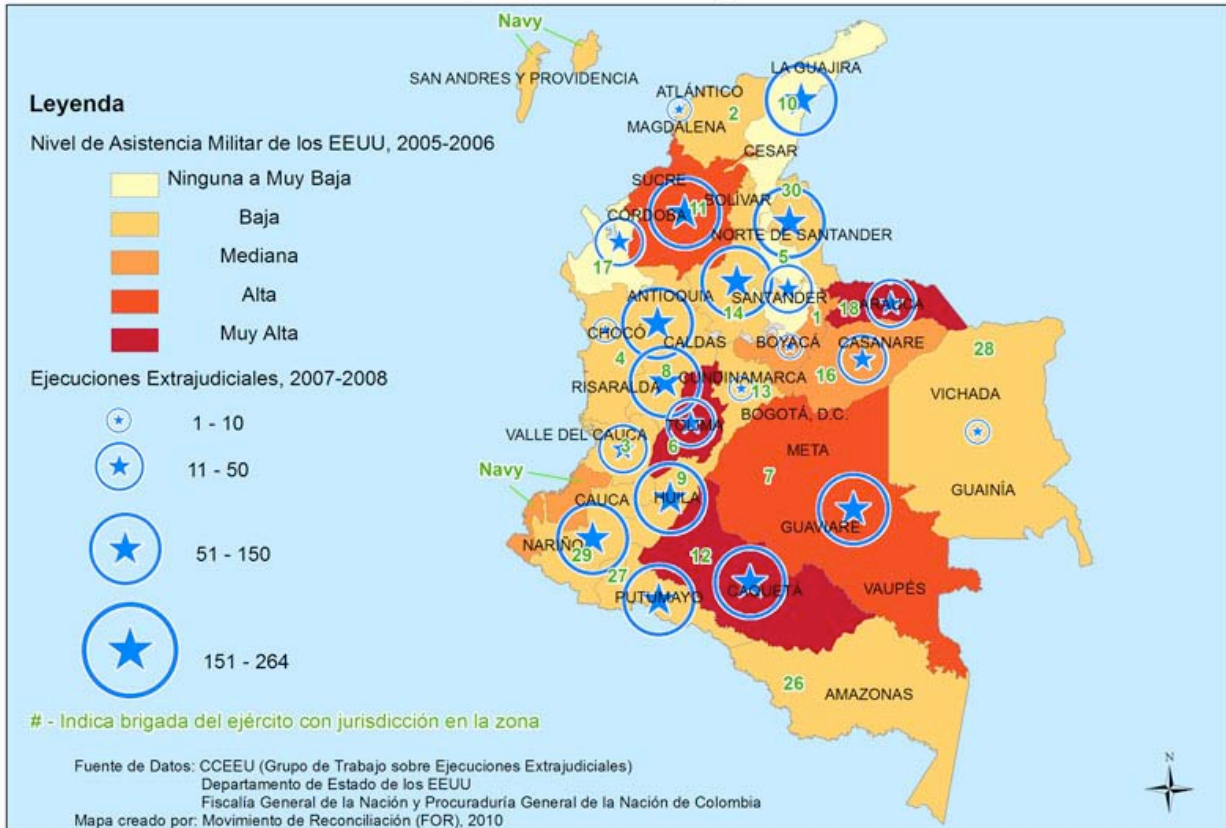 Navy
SAN ANDRES Y PROVIDENCIA
LA GUAJIRA
10
ATLÁNTICO
2
MAGDALENA
CESAR
Leyenda
Nivel de Asistencia Militar de los EEUU, 2005-2006
Ninguna a Muy Baja
Baja
Mediana
Alta
Muy Alta
Ejecuciones Extrajudiciales, 2007-2008
1 - 10
11 - 50
51 - 150
151 - 264
# - Indica brigada del ejército con jurisdicción en la zona
SUCRE
BOLÍVAR
30
CÓRDOBA
11
NORTE DE SANTANDER
17
5
ANTIOQUIA
SANTANDER
14
18
ARAUCA
1
CHOCÓ
CALDAS
BOYACÁ
CASANARE
28
4
8
CUNDINAMARCA
16
RISARALDA
13
VICHADA
BOGOTÁ, D.C.
TOLIMA
VALLE DEL CAUCA
3
6
META
Navy
9
7
CAUCA
HUILA
GUAINÍA
GUAVIARE
NARIÑO
29
12
27
CAQUETÁ
VAUPÉS
PUTUMAYO
26
AMAZONAS
Fuente de Datos: CCEEU (Grupo de Trabajo sobre Ejecuciones Extrajudiciales)
Departamento de Estado de los EEUU
Fiscalía General de la Nación y Procuraduría General de la Nación de Colombia
Mapa creado por: Movimiento de Reconciliación (FOR), 2010
N